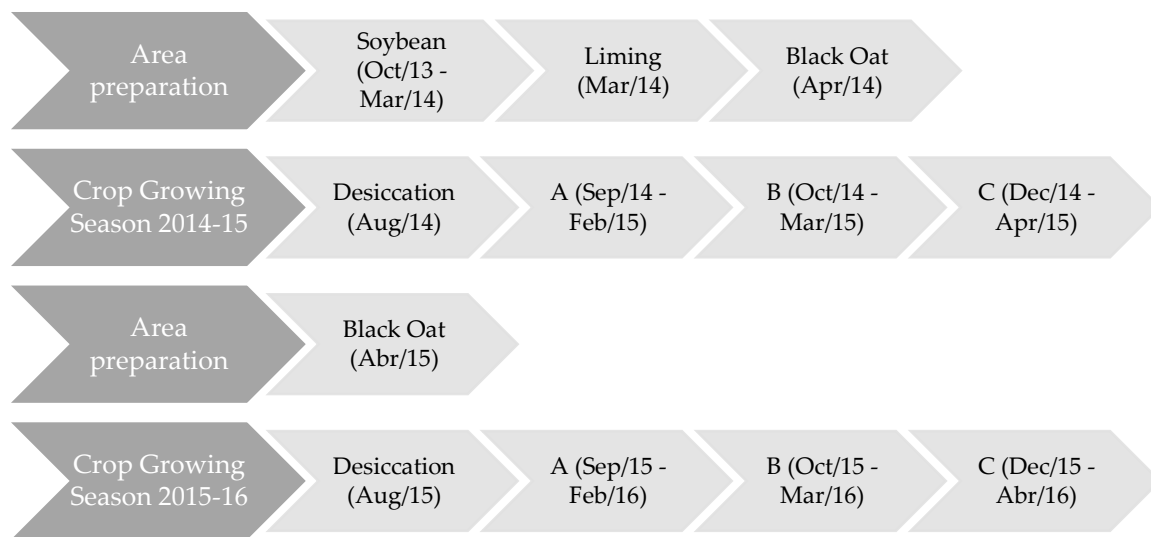 Area
preparation
Soybean
(Oct/13 -
Mar/14)
Liming
(Mar/14)
Black Oat
(Apr/14)
Crop Growing
Season 2014-15
Desiccation
(Aug/14)
A (Sep/14 -
Feb/15)
B (Oct/14 -
Mar/15)
C (Dec/14 -
Apr/15)
Area
preparation
Black Oat
(Abr/15)
Crop Growing
Season 2015-16
Desiccation
(Aug/15)
A (Sep/15 -
Feb/16)
B (Oct/15 -
Mar/16)
C (Dec/15 -
Abr/16)